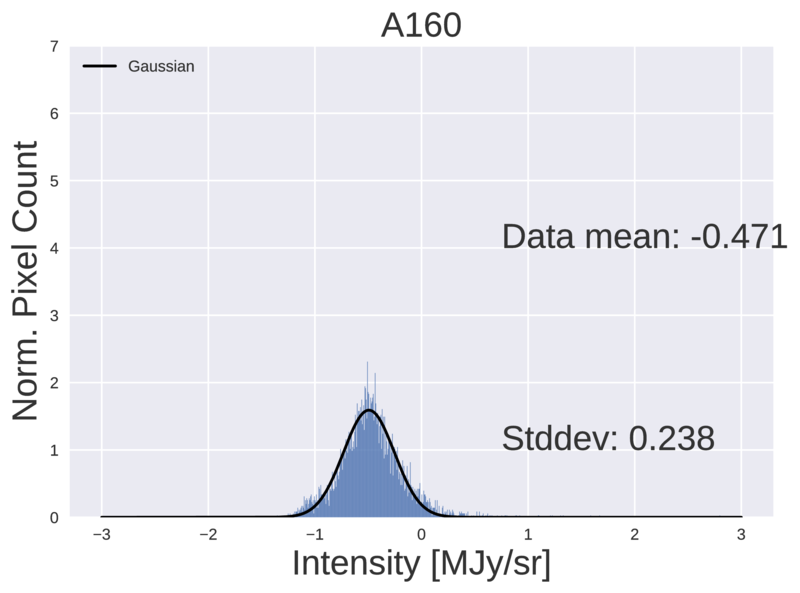 A160
7
Gaussian
6
5
Data mean: -0.471
4
3
2
Stddev: 0.238
1
0
−3 −2 −1 0 1 2 3
Intensity [MJy/sr]
Norm. Pixel Count